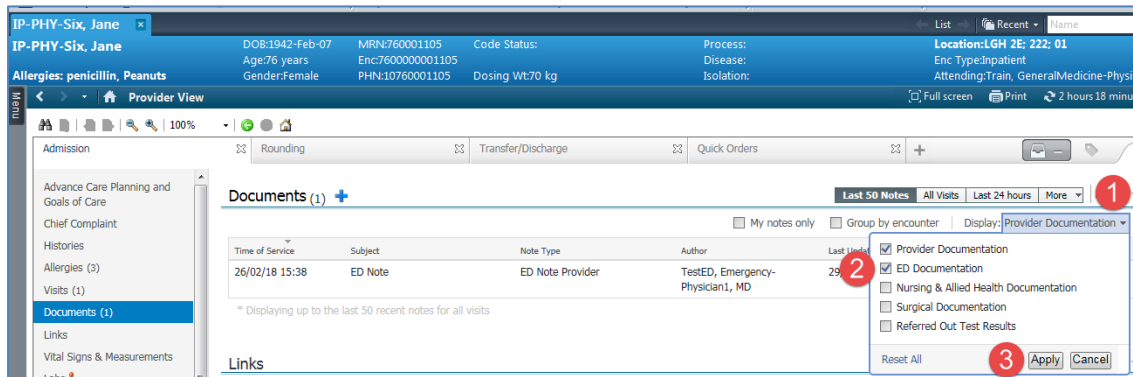 IP-PHY-Six, Jane
List Recent Name
IP-PHY-Six, Jane DOB:1942-Feb-07 MRN:760001105 Code Status: Process: Location:LGH 2E; 222; 01
Age:76 years Enc:7600000001105 Disease: Enc Type:Inpatient
Allergies: penicillin, Peanuts Gender:Female PHN:10760001105 Dosing Wt:70 kg Isolation: Attending:Train, GeneralMedicine-Physi
Menu
Provider View Full screen Print 2 hours 18 minu
100%
Admission Rounding Transfer/Discharge Quick Orders
Advance Care Planning and
Goals of Care
Chief Complaint
Histories
Allergies (3)
Visits (1)
Documents (1)
Links
Vital Signs & Measurements
Documents (1)
Last 50 Notes All Visits Last 24 hours More 1
My notes only Group by encounter Display: Provider Documentation
Time of Service Subject Note Type Author Last Updat
26/02/18 15:38 ED Note ED Note Provider TestED, Emergency- 29/
Physician1, MD
* Displaying up to the last 50 recent notes for all visits
2
Provider Documentation
ED Documentation
Nursing & Allied Health Documentation
Surgical Documentation
Referred Out Test Results
Reset All 3 Apply Cancel
Links